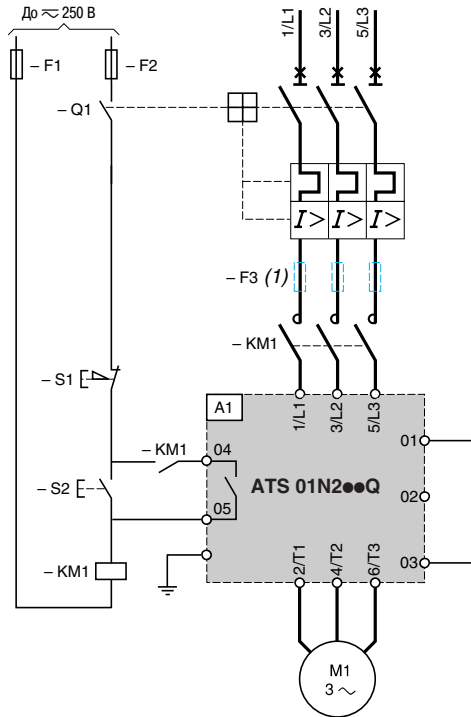 До ≂ 250 В
– F1
– F2
– Q1
1/L1
3/L2
5/L3
I>
I>
I>
– F3 (1)
– KM1
– S1
A1
1/L1
3/L2
5/L3
– KM1
04
01
ATS 01N2●●Q
– S2
05
02
– KM1
03
2/T1
4/T2
6/T3
M1
3 ~